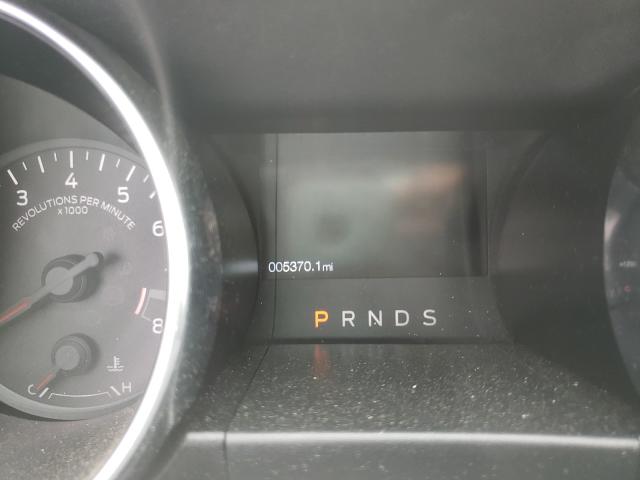 3 4 5 6 8
REVOLUTIONS PER MINUTE
x1000
C H
005370.1mi
P R N D S